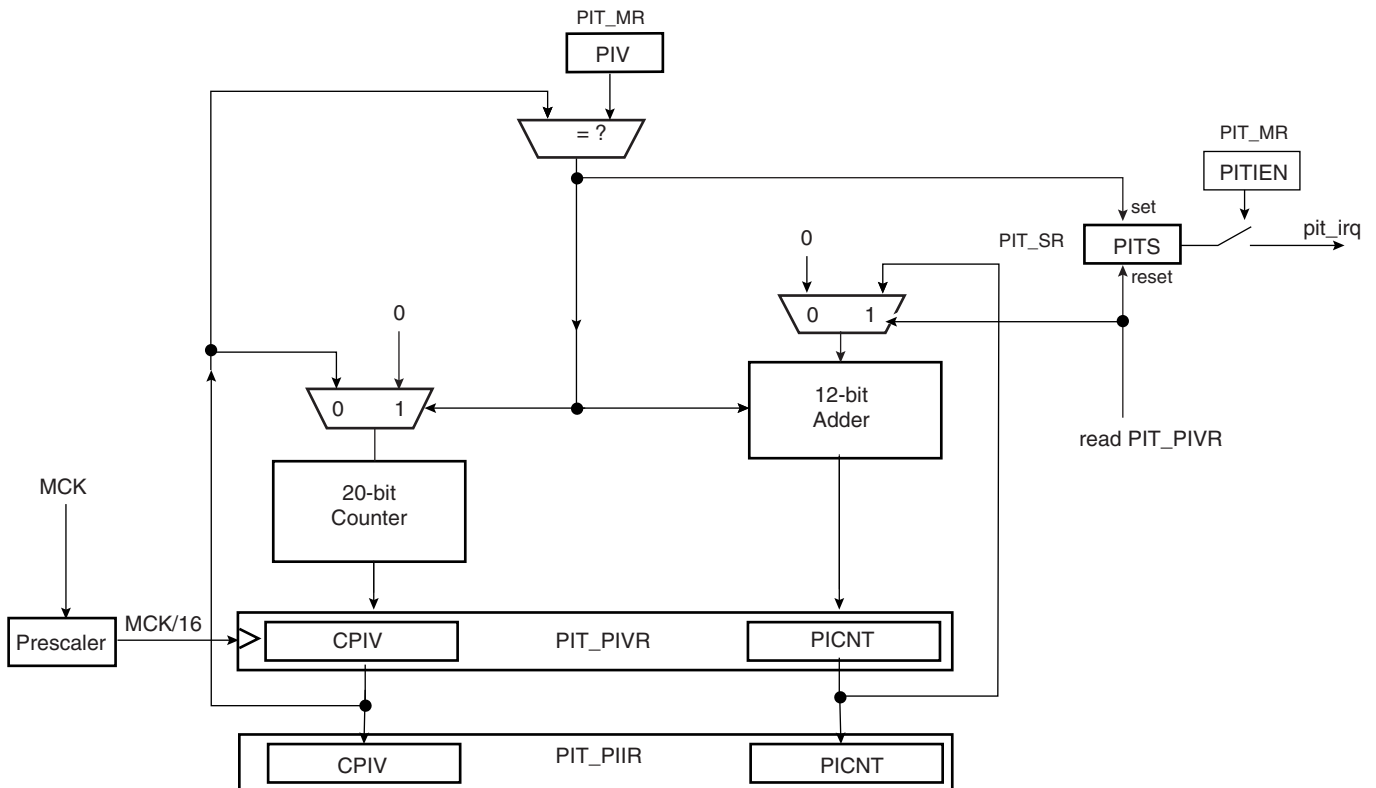 PIT_MR
PIV
= ?
PIT_MR
PITIEN
set
0
PIT_SR
PITS
pit_irq
reset
0
0 1
0 1
12-bit
Adder
read PIT_PIVR
MCK
20-bit
Counter
MCK/16
Prescaler
CPIV
PIT_PIVR
PICNT
CPIV
PIT_PIIR
PICNT